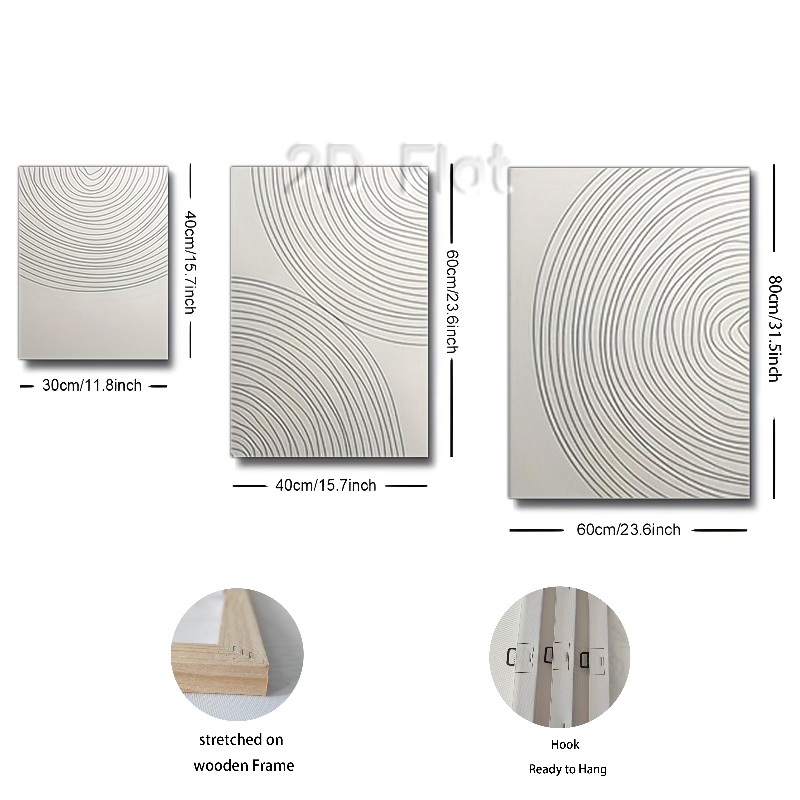 2D Flat
40cm/15.7inch
30cm/11.8inch
60cm/23.6inch
40cm/15.7inch
80cm/31.5inch
60cm/23.6inch
stretched on
wooden Frame
Hook
Ready to Hang